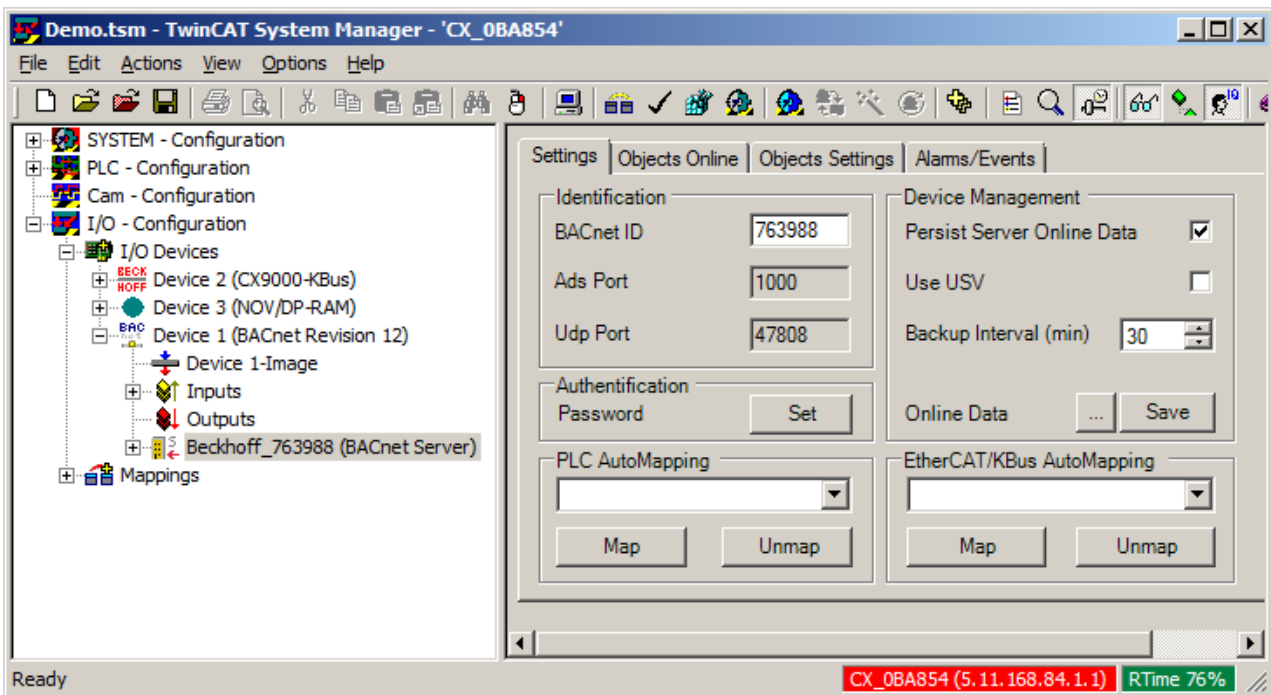 Demo.tsm - TwinCAT System Manager - 'CX_0BA854'
File Edit Actions View Options Help
SYSTEM - Configuration
PLC - Configuration
Cam - Configuration
I/O - Configuration
I/O Devices
BECK
HOFF
Device 2 (CX9000-KBus)
Device 3 (NOV/DP-RAM)
BAC
net
Device 1 (BACnet Revision 12)
Device 1-Image
Inputs
Outputs
S
Beckhoff_763988 (BACnet Server)
Mappings
Settings Objects Online Objects Settings Alarms/Events
Identification
BACnet ID 763988
Ads Port 1000
Udp Port 47808
Authentification
Password Set
Device Management
Persist Server Online Data
Use USV
Backup Interval (min) 30
Online Data ... Save
PLC AutoMapping
Map Unmap
EtherCAT/KBus AutoMapping
Map Unmap
Ready CX_0BA854 (5.11.168.84.1.1) RTime 76%